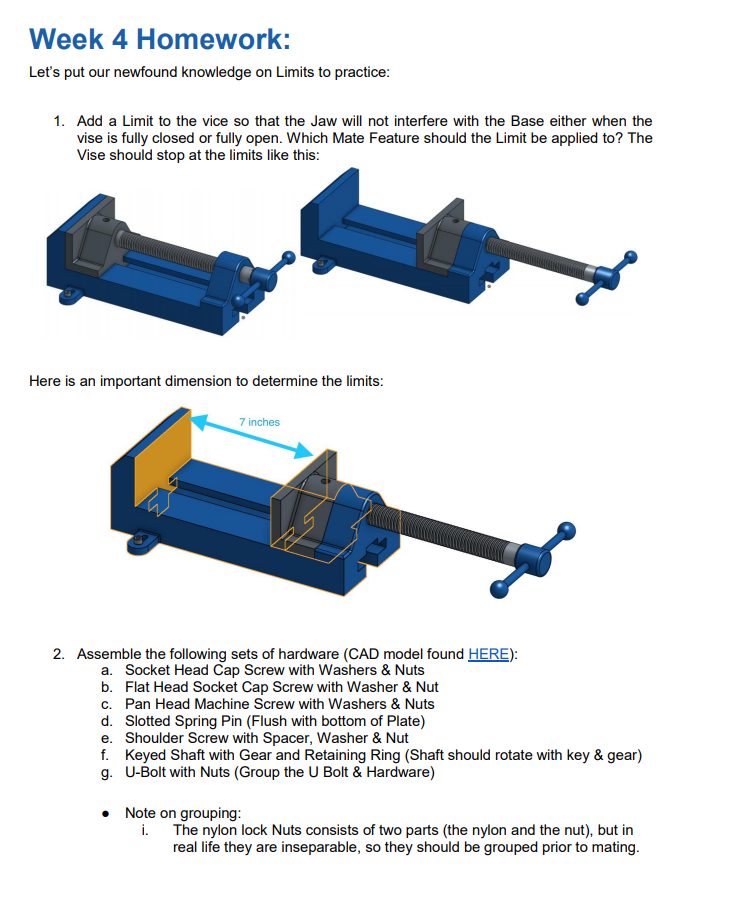 Week 4 Homework:
Let's put our newfound knowledge on Limits to practice:
1. Add a Limit to the vice so that the Jaw will not interfere with the Base either when the
vise is fully closed or fully open. Which Mate Feature should the Limit be applied to? The
Vise should stop at the limits like this:
Here is an important dimension to determine the limits:
7 inches
2. Assemble the following sets of hardware (CAD model found HERE):
a. Socket Head Cap Screw with Washers & Nuts
b. Flat Head Socket Cap Screw with Washer & Nut
c. Pan Head Machine Screw with Washers & Nuts
d. Slotted Spring Pin (Flush with bottom of Plate)
e. Shoulder Screw with Spacer, Washer & Nut
f. Keyed Shaft with Gear and Retaining Ring (Shaft should rotate with key & gear)
g. U-Bolt with Nuts (Group the U Bolt & Hardware)
● Note on grouping:
i. The nylon lock Nuts consists of two parts (the nylon and the nut), but in
real life they are inseparable, so they should be grouped prior to mating.